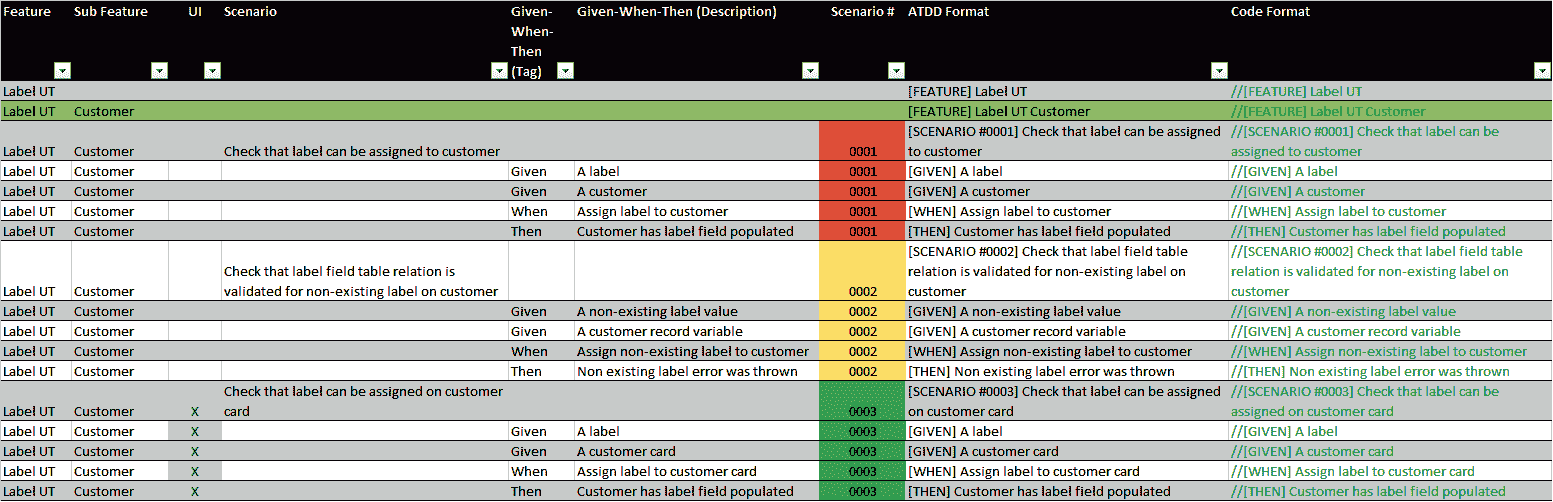 Feature Sub Feature UI Scenario Given-When-Then (Tag) Given-When-Then (Description) Scenario # ATDD Format Code Format
Label UT [FEATURE] Label UT //[FEATURE] Label UT
Label UT Customer [FEATURE] Label UT Customer //[FEATURE] Label UT Customer
Label UT Customer Check that label can be assigned to customer 0001 [SCENARIO #0001] Check that label can be assigned to customer //[SCENARIO #0001] Check that label can be assigned to customer
Label UT Customer Given A label 0001 [GIVEN] A label //[GIVEN] A label
Label UT Customer Given A customer 0001 [GIVEN] A customer //[GIVEN] A customer
Label UT Customer When Assign label to customer 0001 [WHEN] Assign label to customer //[WHEN] Assign label to customer
Label UT Customer Then Customer has label field populated 0001 [THEN] Customer has label field populated //[THEN] Customer has label field populated
Label UT Customer Check that label field table relation is validated for non-existing label on customer 0002 [SCENARIO #0002] Check that label field table relation is validated for non-existing label on customer //[SCENARIO #0002] Check that label field table relation is validated for non-existing label on customer
Label UT Customer Given A non-existing label value 0002 [GIVEN] A non-existing label value //[GIVEN] A non-existing label value
Label UT Customer Given A customer record variable 0002 [GIVEN] A customer record variable //[GIVEN] A customer record variable
Label UT Customer When Assign non-existing label to customer 0002 [WHEN] Assign non-existing label to customer //[WHEN] Assign non-existing label to customer
Label UT Customer Then Non existing label error was thrown 0002 [THEN] Non existing label error was thrown //[THEN] Non existing label error was thrown
Label UT Customer X Check that label can be assigned on customer card 0003 [SCENARIO #0003] Check that label can be assigned on customer card //[SCENARIO #0003] Check that label can be assigned on customer card
Label UT Customer X Given A label 0003 [GIVEN] A label //[GIVEN] A label
Label UT Customer X Given A customer card 0003 [GIVEN] A customer card //[GIVEN] A customer card
Label UT Customer X When Assign label to customer card 0003 [WHEN] Assign label to customer card //[WHEN] Assign label to customer card
Label UT Customer X Then Customer has label field populated 0003 [THEN] Customer has label field populated //[THEN] Customer has label field populated